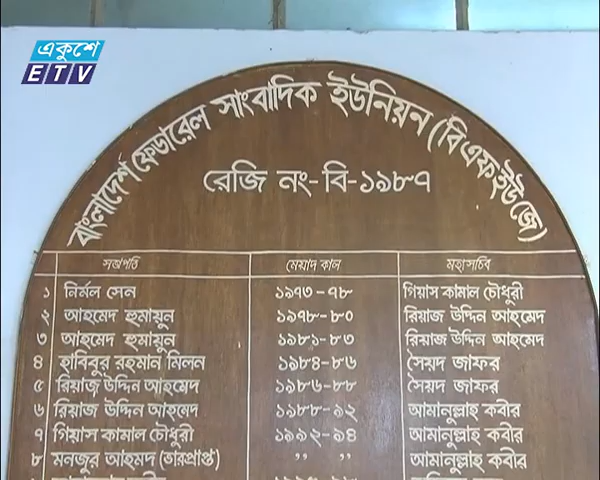 একুশে
ETV
বাংলাদেশ ফেডারেল সাংবাদিক ইউনিয়ন (বিএফইউজে)
রেজি নং-বি-১৯৮৭
সভাপতি মেয়াদ কাল মহাসচিব
১ নির্মল সেন ১৯৭৩-৭৮ গিয়াস কামাল চৌধুরী
২ আহমেদ হুমায়ুন ১৯৭৮-৮০ রিয়াজ উদ্দিন আহমেদ
৩ আহমেদ হুমায়ুন ১৯৮১-৮৩ রিয়াজ উদ্দিন আহমেদ
৪ হাবিবুর রহমান মিলন ১৯৮৪-৮৬ সৈয়দ জাফর
৫ রিয়াজ উদ্দিন আহমেদ ১৯৮৬-৮৮ সৈয়দ জাফর
৬ রিয়াজ উদ্দিন আহমেদ ১৯৮৮-৯২ আমানুল্লাহ কবীর
৭ গিয়াস কামাল চৌধুরী ১৯৯২-৯৪ আমানুল্লাহ কবীর
৮ মনজুর আহমদ (ভারপ্রাপ্ত) ,, ,, আমানুল্লাহ কবীর